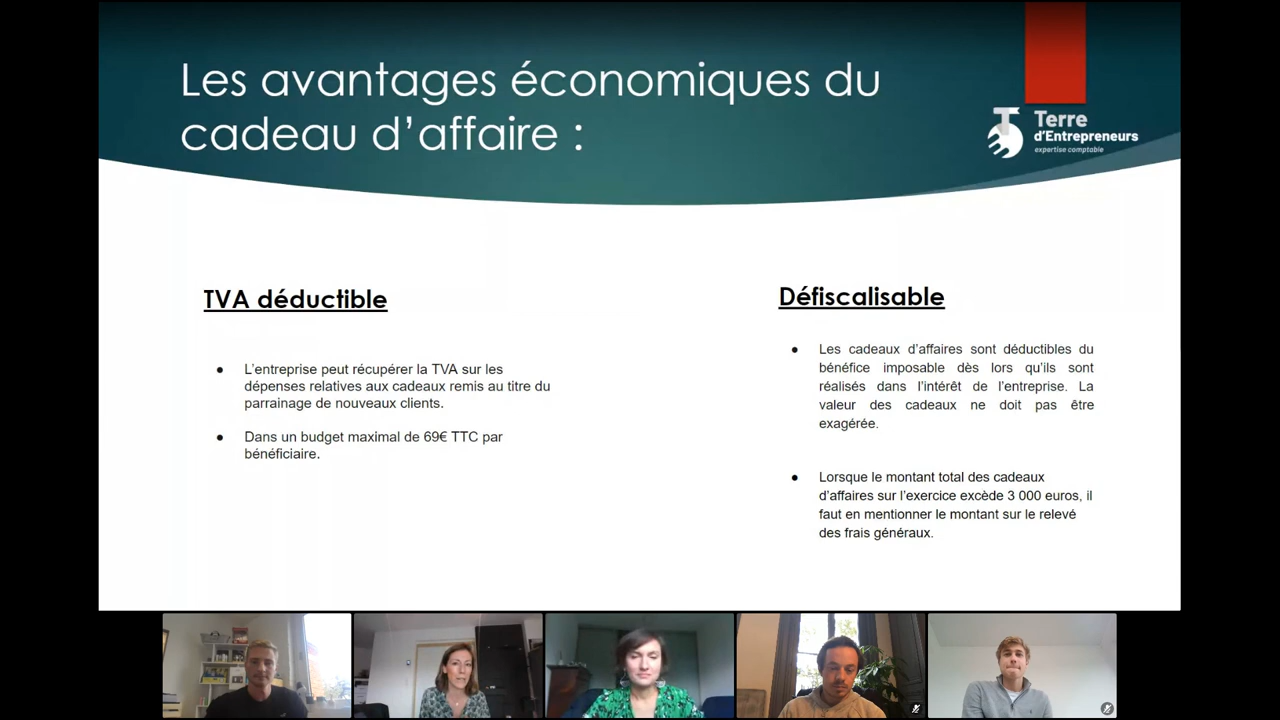 Les avantages économiques du
cadeau d'affaire :
Terre
d'Entrepreneurs
expertise comptable
TVA déductible
● L'entreprise peut récupérer la TVA sur les
dépenses relatives aux cadeaux remis au titre du
parrainage de nouveaux clients.
● Dans un budget maximal de 69€ TTC par
bénéficiaire.
Défiscalisable
● Les cadeaux d'affaires sont déductibles du
bénéfice imposable dès lors qu'ils sont
réalisés dans l'intérêt de l'entreprise. La
valeur des cadeaux ne doit pas être
exagérée.
● Lorsque le montant total des cadeaux
d'affaires sur l'exercice excède 3 000 euros, il
faut en mentionner le montant sur le relevé
des frais généraux.